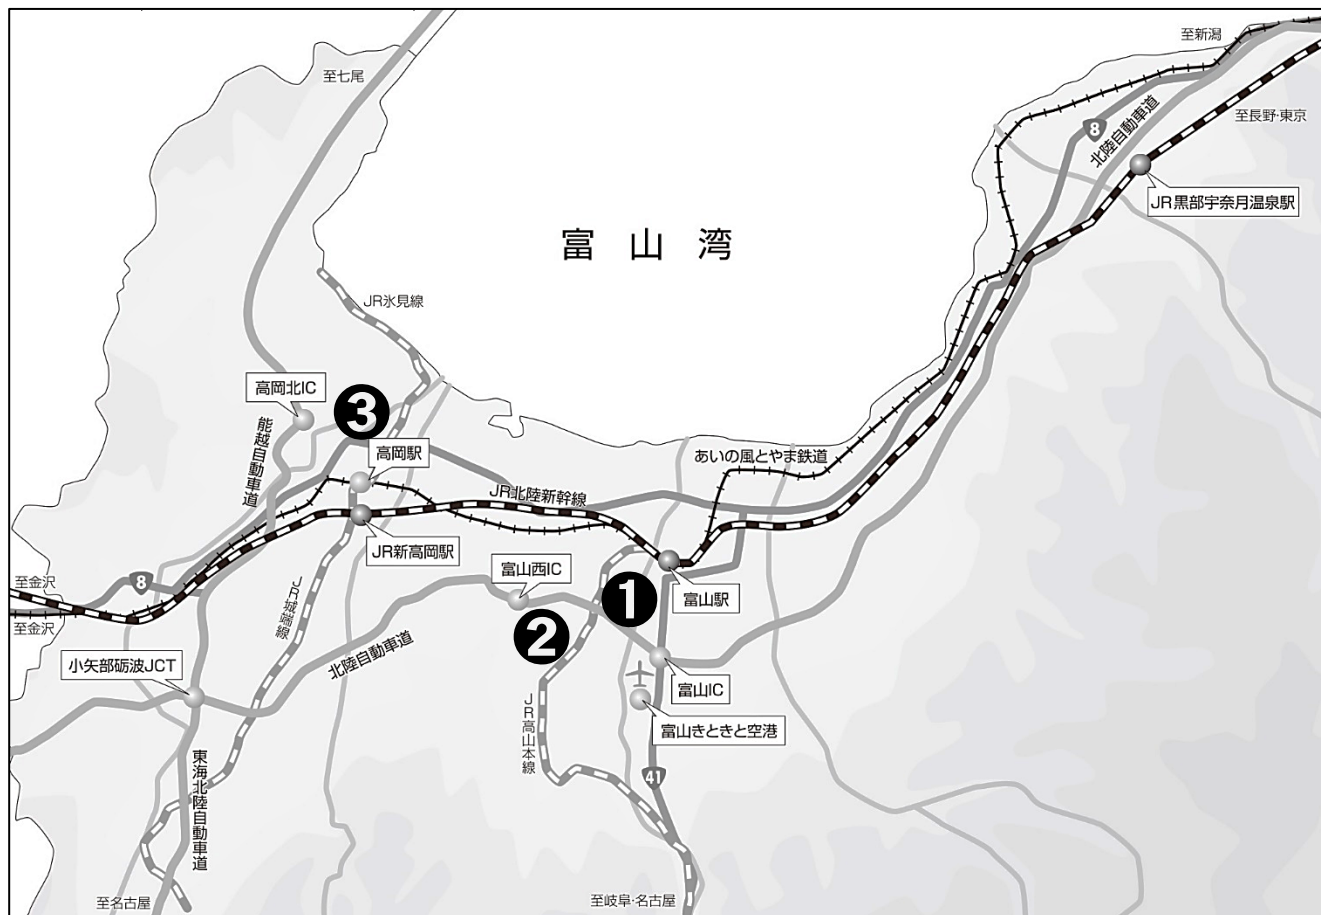 至新潟
至七尾
北陸自動車道
8
至長野・東京
JR黒部宇奈月温泉駅
富山湾
JR氷見線
高岡北IC
3
能越自動車道
高岡駅
あいの風とやま鉄道
JR北陸新幹線
JR新高岡駅
富山西IC
至金沢
8
1
富山駅
至金沢
JR城端線
2
小矢部砺波JCT
北陸自動車道
富山IC
JR高山本線
富山きときと空港
東海北陸自動車道
41
至名古屋
至岐阜・名古屋